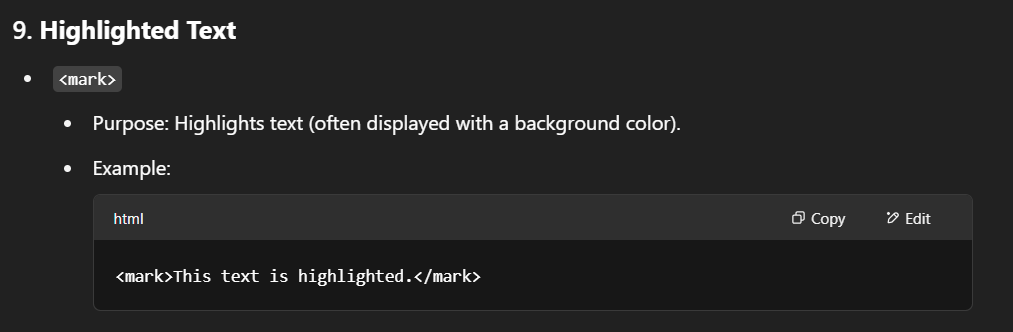 9. Highlighted Text
<mark>
Purpose: Highlights text (often displayed with a background color).
Example:
html Copy Edit
<mark>This text is highlighted.</mark>